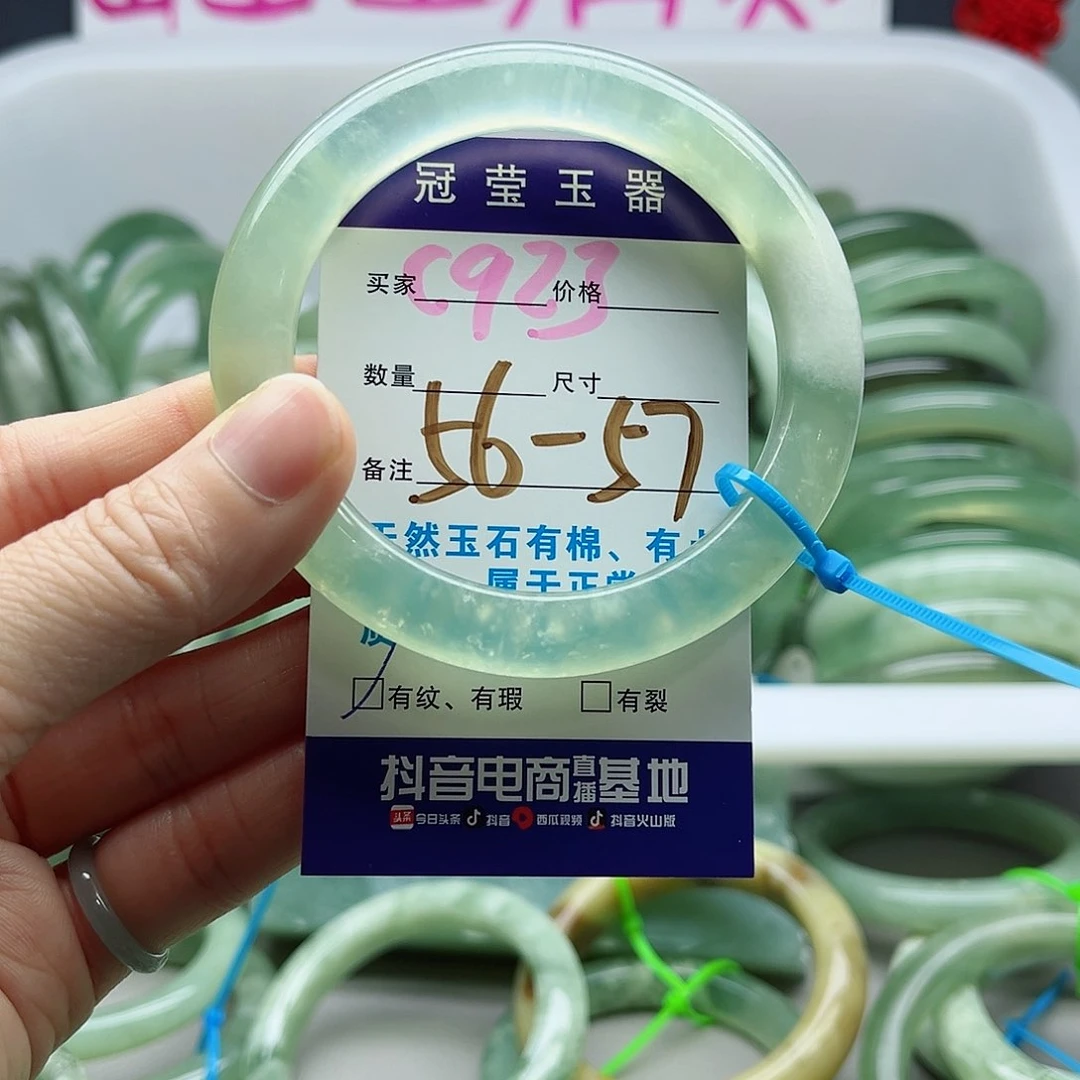 冠莹玉器
买家 C923 价格
数量 尺寸
56-57
备注
天然玉石有棉、有
属于正常
质
有纹、有瑕 有裂
抖音电商直播基地
头条 今日头条 抖音 西瓜视频 抖音火山版